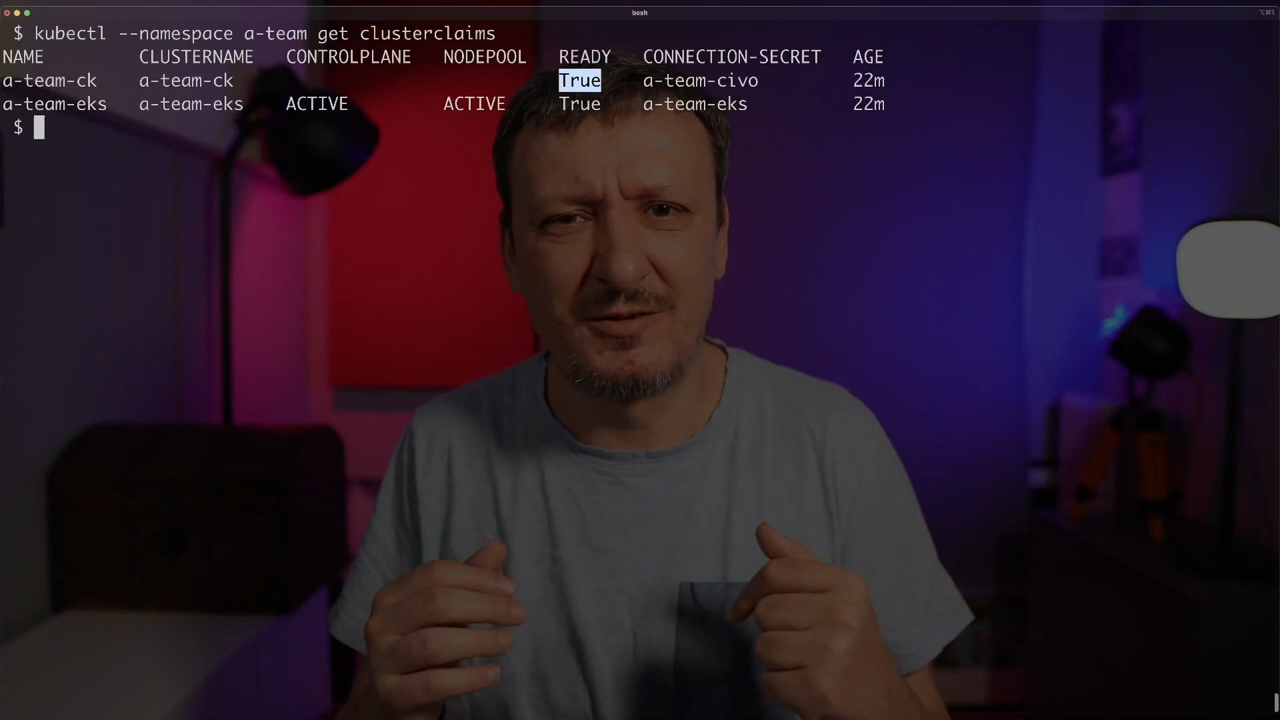 bash
⌥⌘1
$ kubectl --namespace a-team get clusterclaims
NAME CLUSTERNAME CONTROLPLANE NODEPOOL READY CONNECTION-SECRET AGE
a-team-ck a-team-ck True a-team-civo 22m
a-team-eks a-team-eks ACTIVE ACTIVE True a-team-eks 22m
$